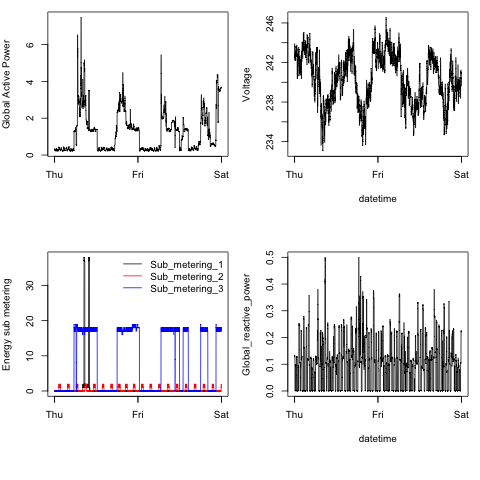 Global Active Power
6
4
2
0
Thu Fri Sat
Voltage
246
242
238
234
Thu Fri Sat
datetime
Energy sub metering
30
20
10
0
Sub_metering_1
Sub_metering_2
Sub_metering_3
Thu Fri Sat
Global_reactive_power
0.5
0.4
0.3
0.2
0.1
0.0
Thu Fri Sat
datetime